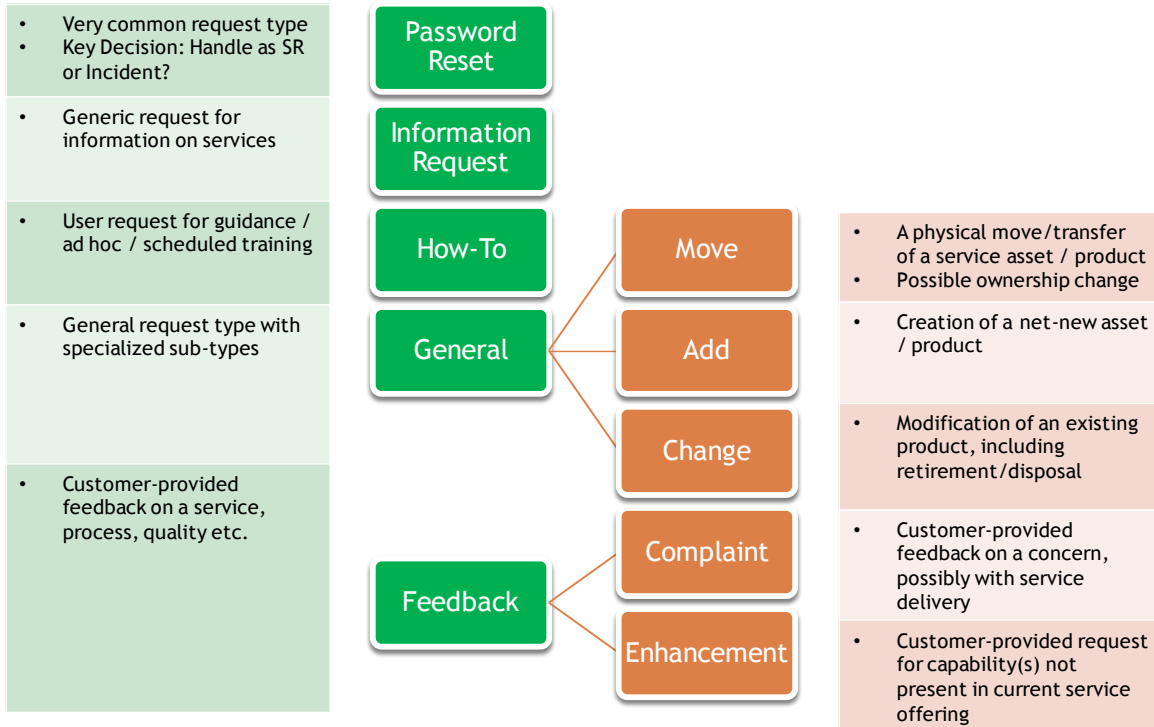 • Very common request type
• Key Decision: Handle as SR
or Incident?
Password
Reset
• Generic request for
information on services
Information
Request
• User request for guidance /
ad hoc / scheduled training
How-To
Move
• A physical move/transfer
of a service asset / product
• Possible ownership change
• General request type with
specialized sub-types
General
Add
• Creation of a net-new asset
/ product
Change
• Modification of an existing
product, including
retirement/disposal
• Customer-provided
feedback on a service,
process, quality etc.
Feedback
Complaint
• Customer-provided
feedback on a concern,
possibly with service
delivery
Enhancement
• Customer-provided request
for capability(s) not
present in current service
offering